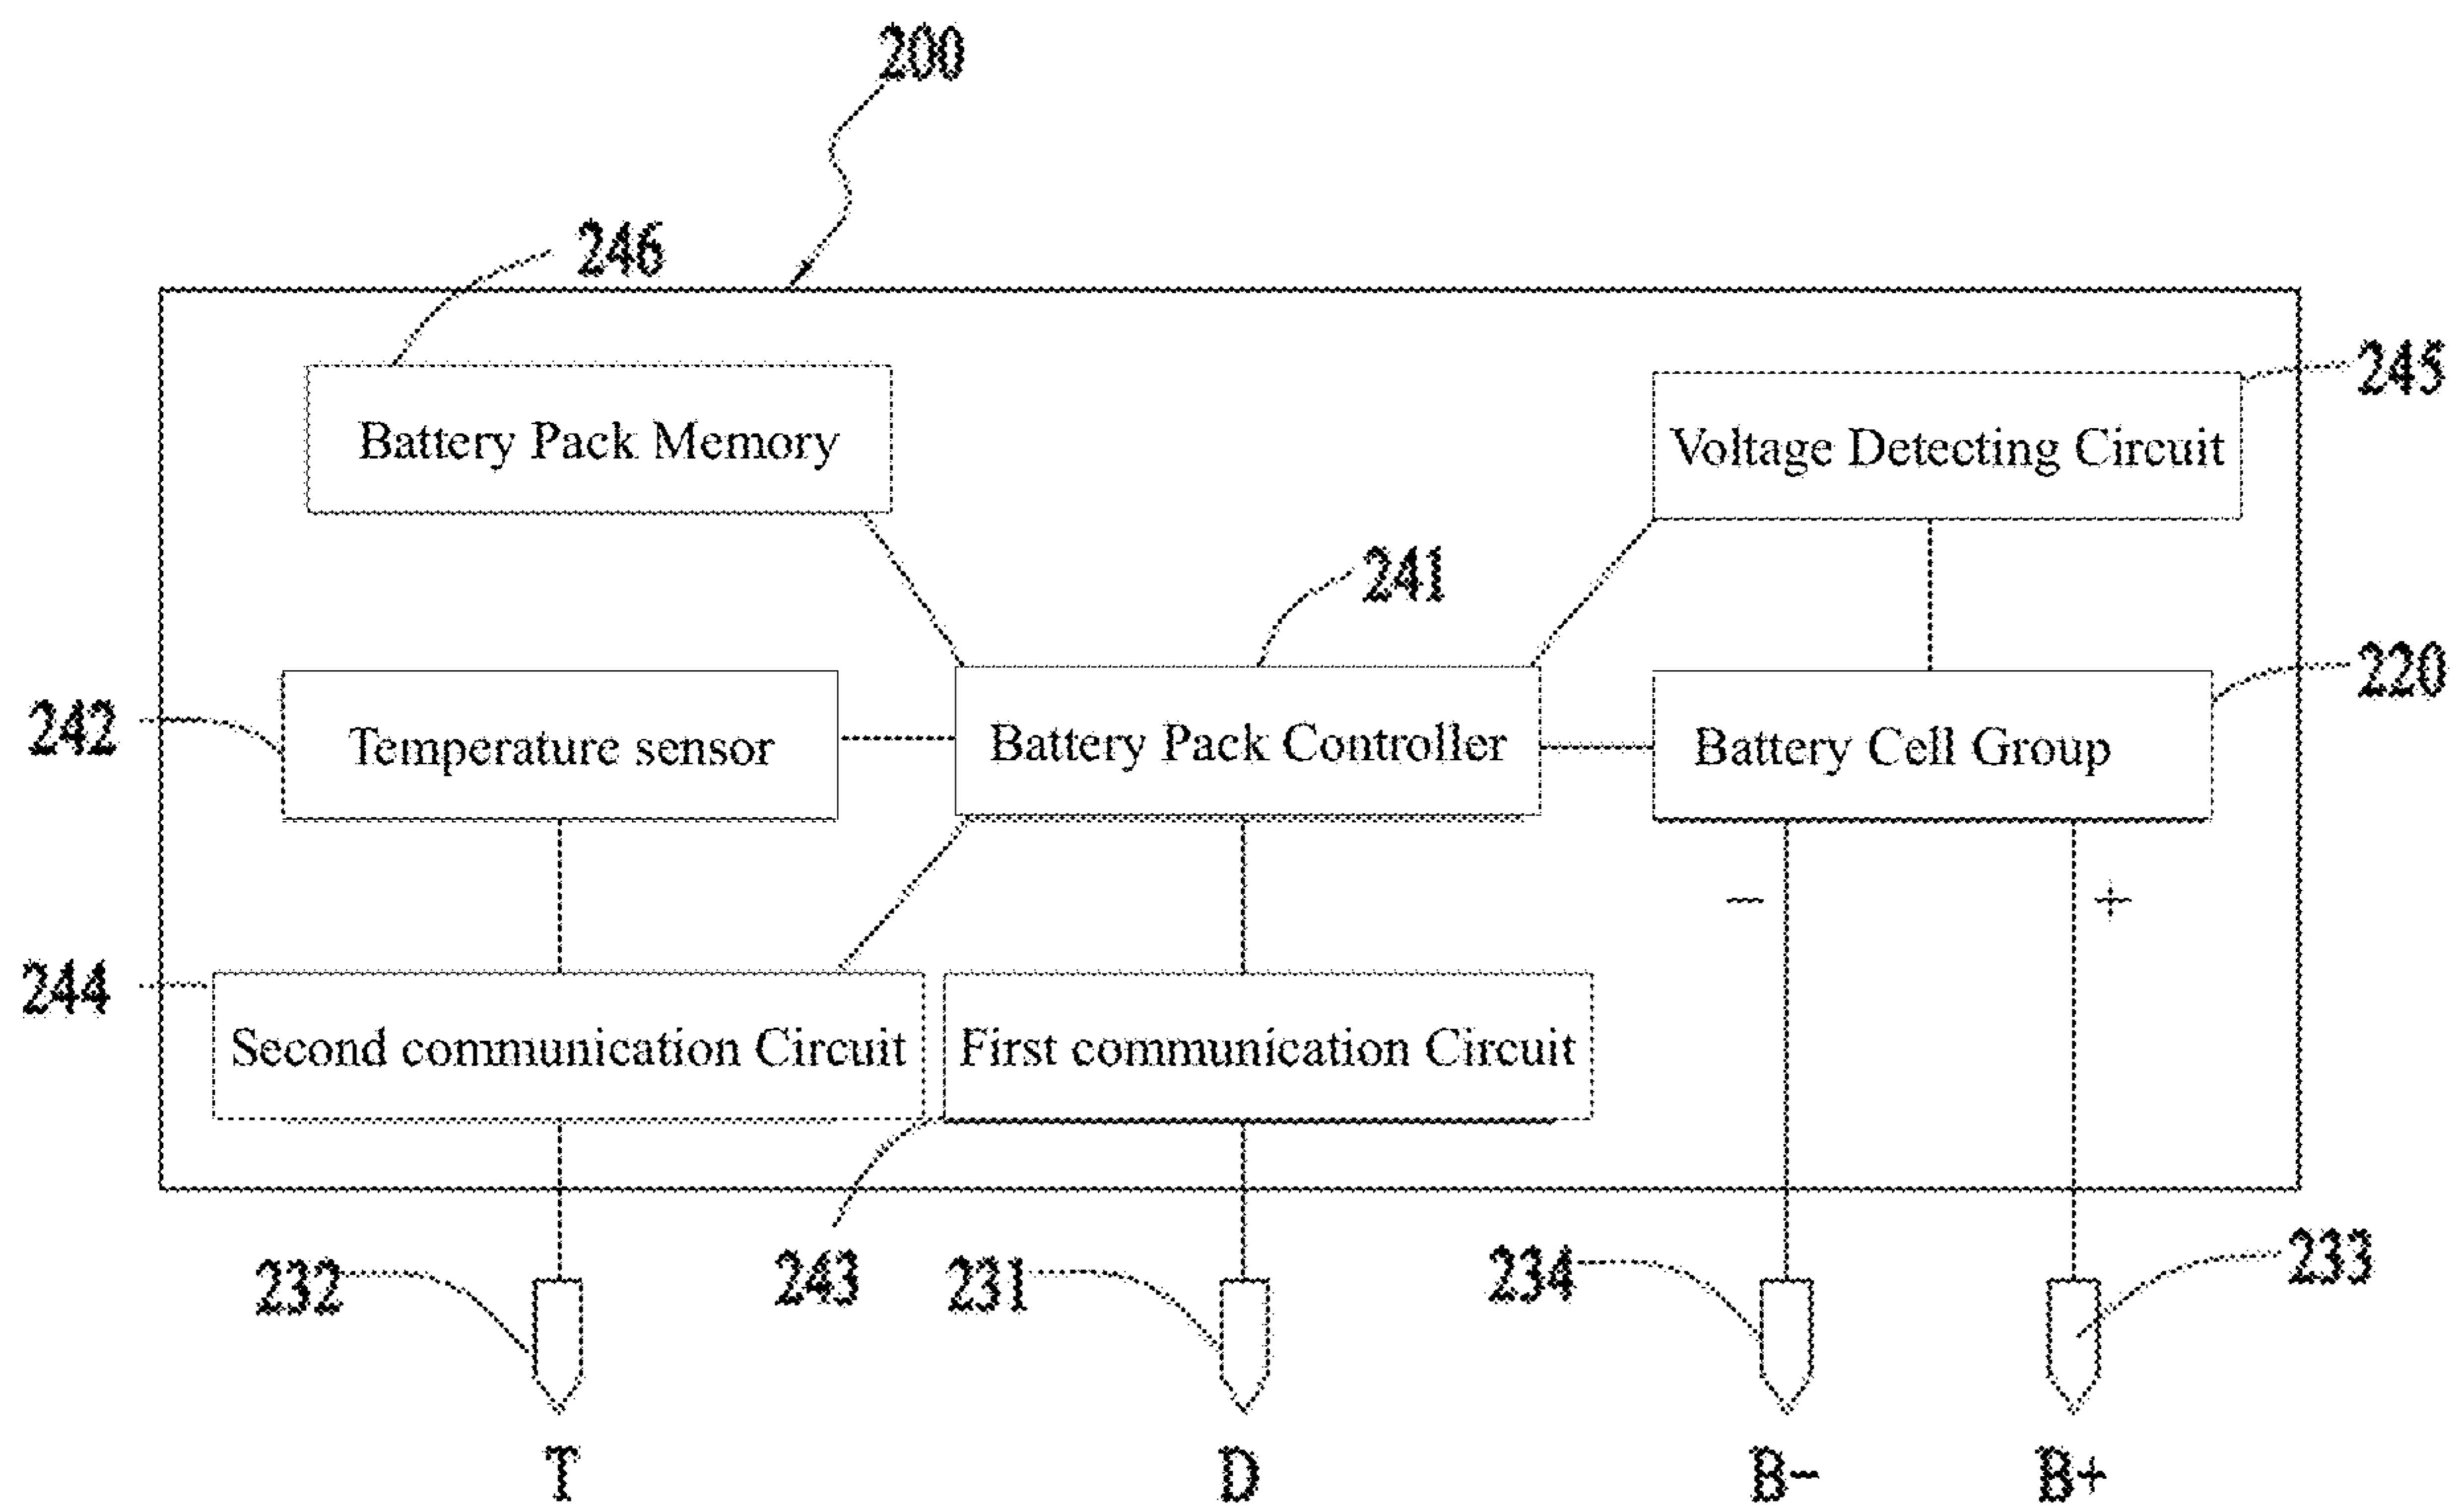 200
246
245
Battery Pack Memory
Voltage Detecting Circuit
241
220
242
Temperature sensor
Battery Pack Controller
Battery Cell Group
−
+
244
Second communication Circuit
First communication Circuit
232
243
231
234
233
T
D
B−
B+